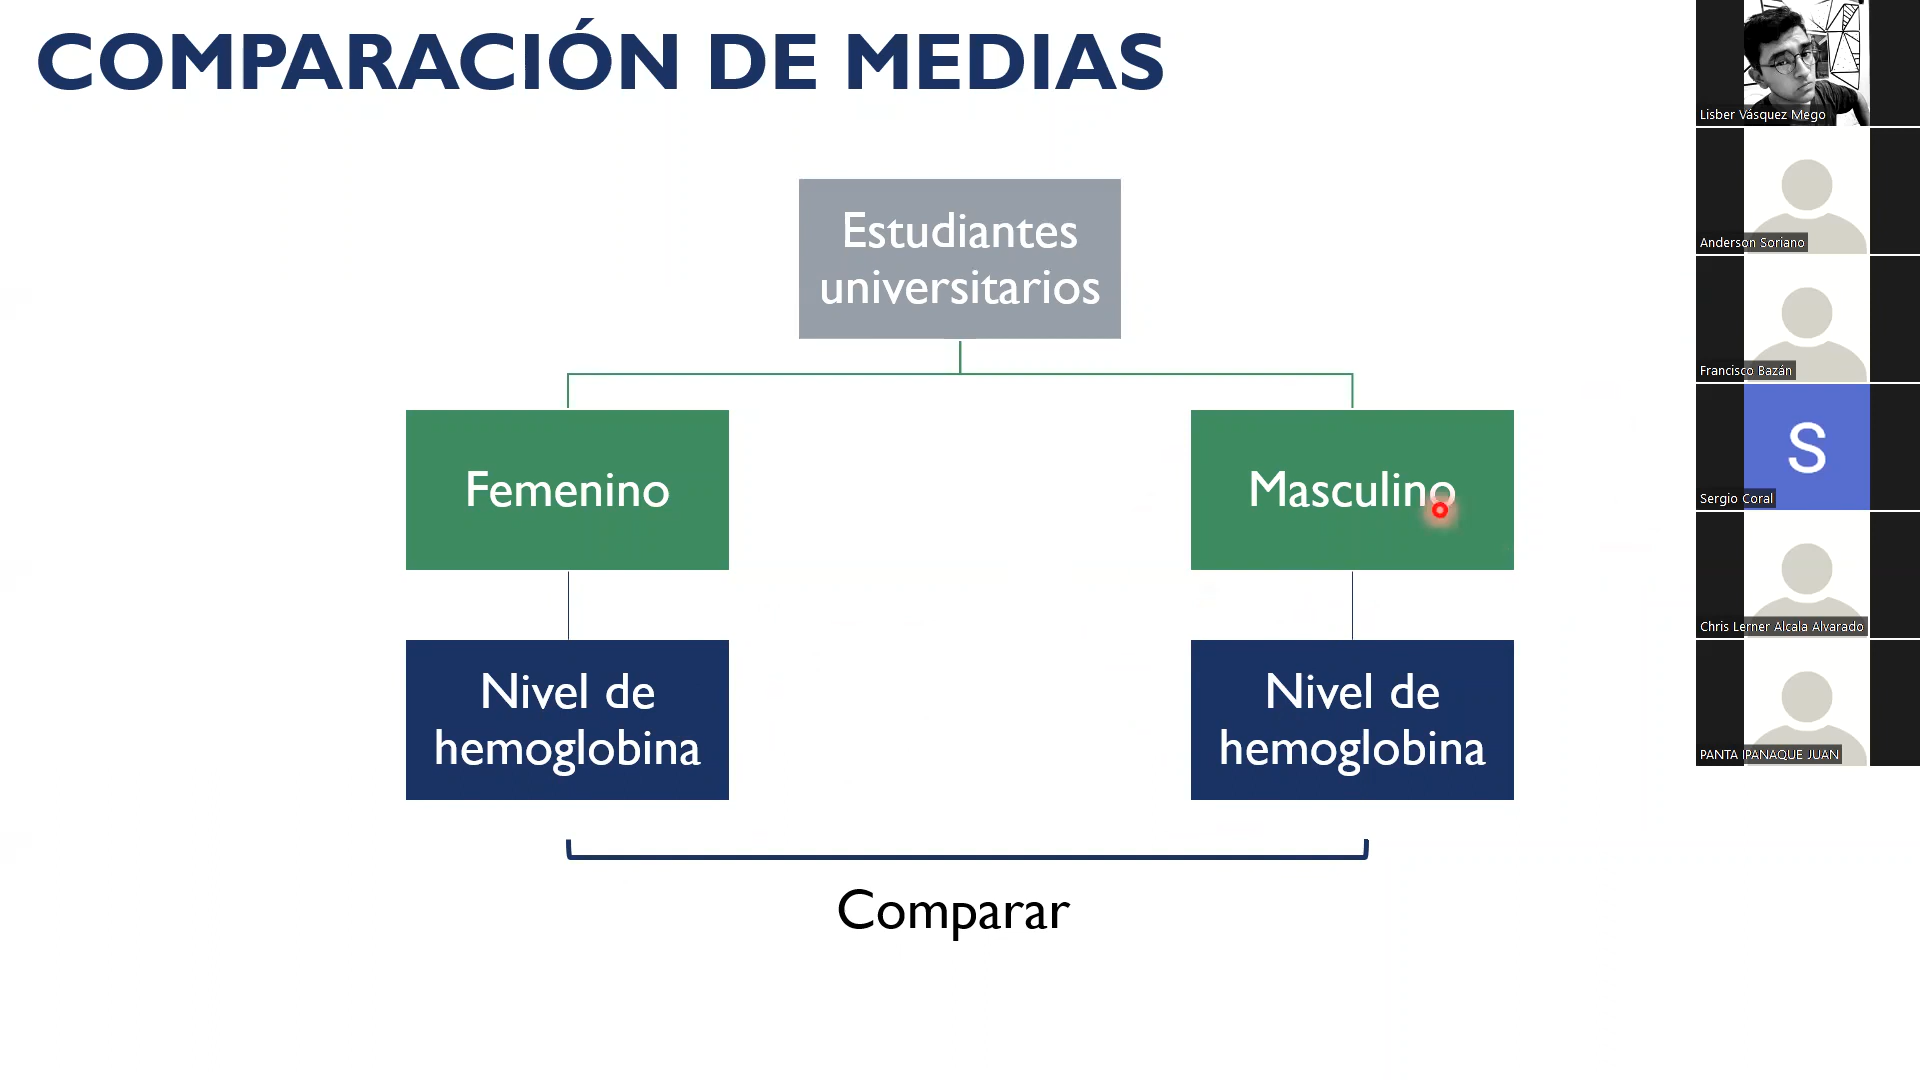 COMPARACIÓN DE MEDIAS
Estudiantes
universitarios
Femenino
Masculino
Nivel de
hemoglobina
Nivel de
hemoglobina
Comparar
Lisber Vásquez Mego
Anderson Soriano
Francisco Bazán
S
Sergio Coral
Chris Lerner Alcala Alvarado
PANTA IPANAQUE JUAN